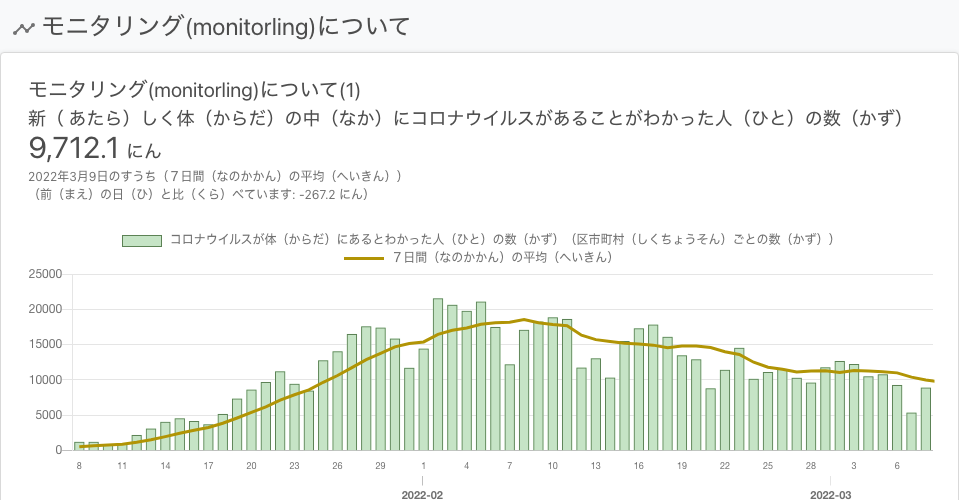 モニタリング(monitorling)について
モニタリング(monitorling)について(1)
新（ あたら）しく体（からだ）の中（なか）にコロナウイルスがあることがわかった人（ひと）の数（かず）
9,712.1 にん
2022年3月9日のすうち（７日間（なのかかん）の平均（へいきん））
（前（まえ）の日（ひ）と比（くら）べています: -267.2 にん）
コロナウイルスが体（からだ）にあるとわかった人（ひと）の数（かず）（区市町村（しくちょうそん）ごとの数（かず））
７日間（なのかかん）の平均（へいきん）
25000
20000
15000
10000
5000
0
8 11 14 17 20 23 26 29 1 4 7 10 13 16 19 22 25 28 3 6
2022-02 2022-03